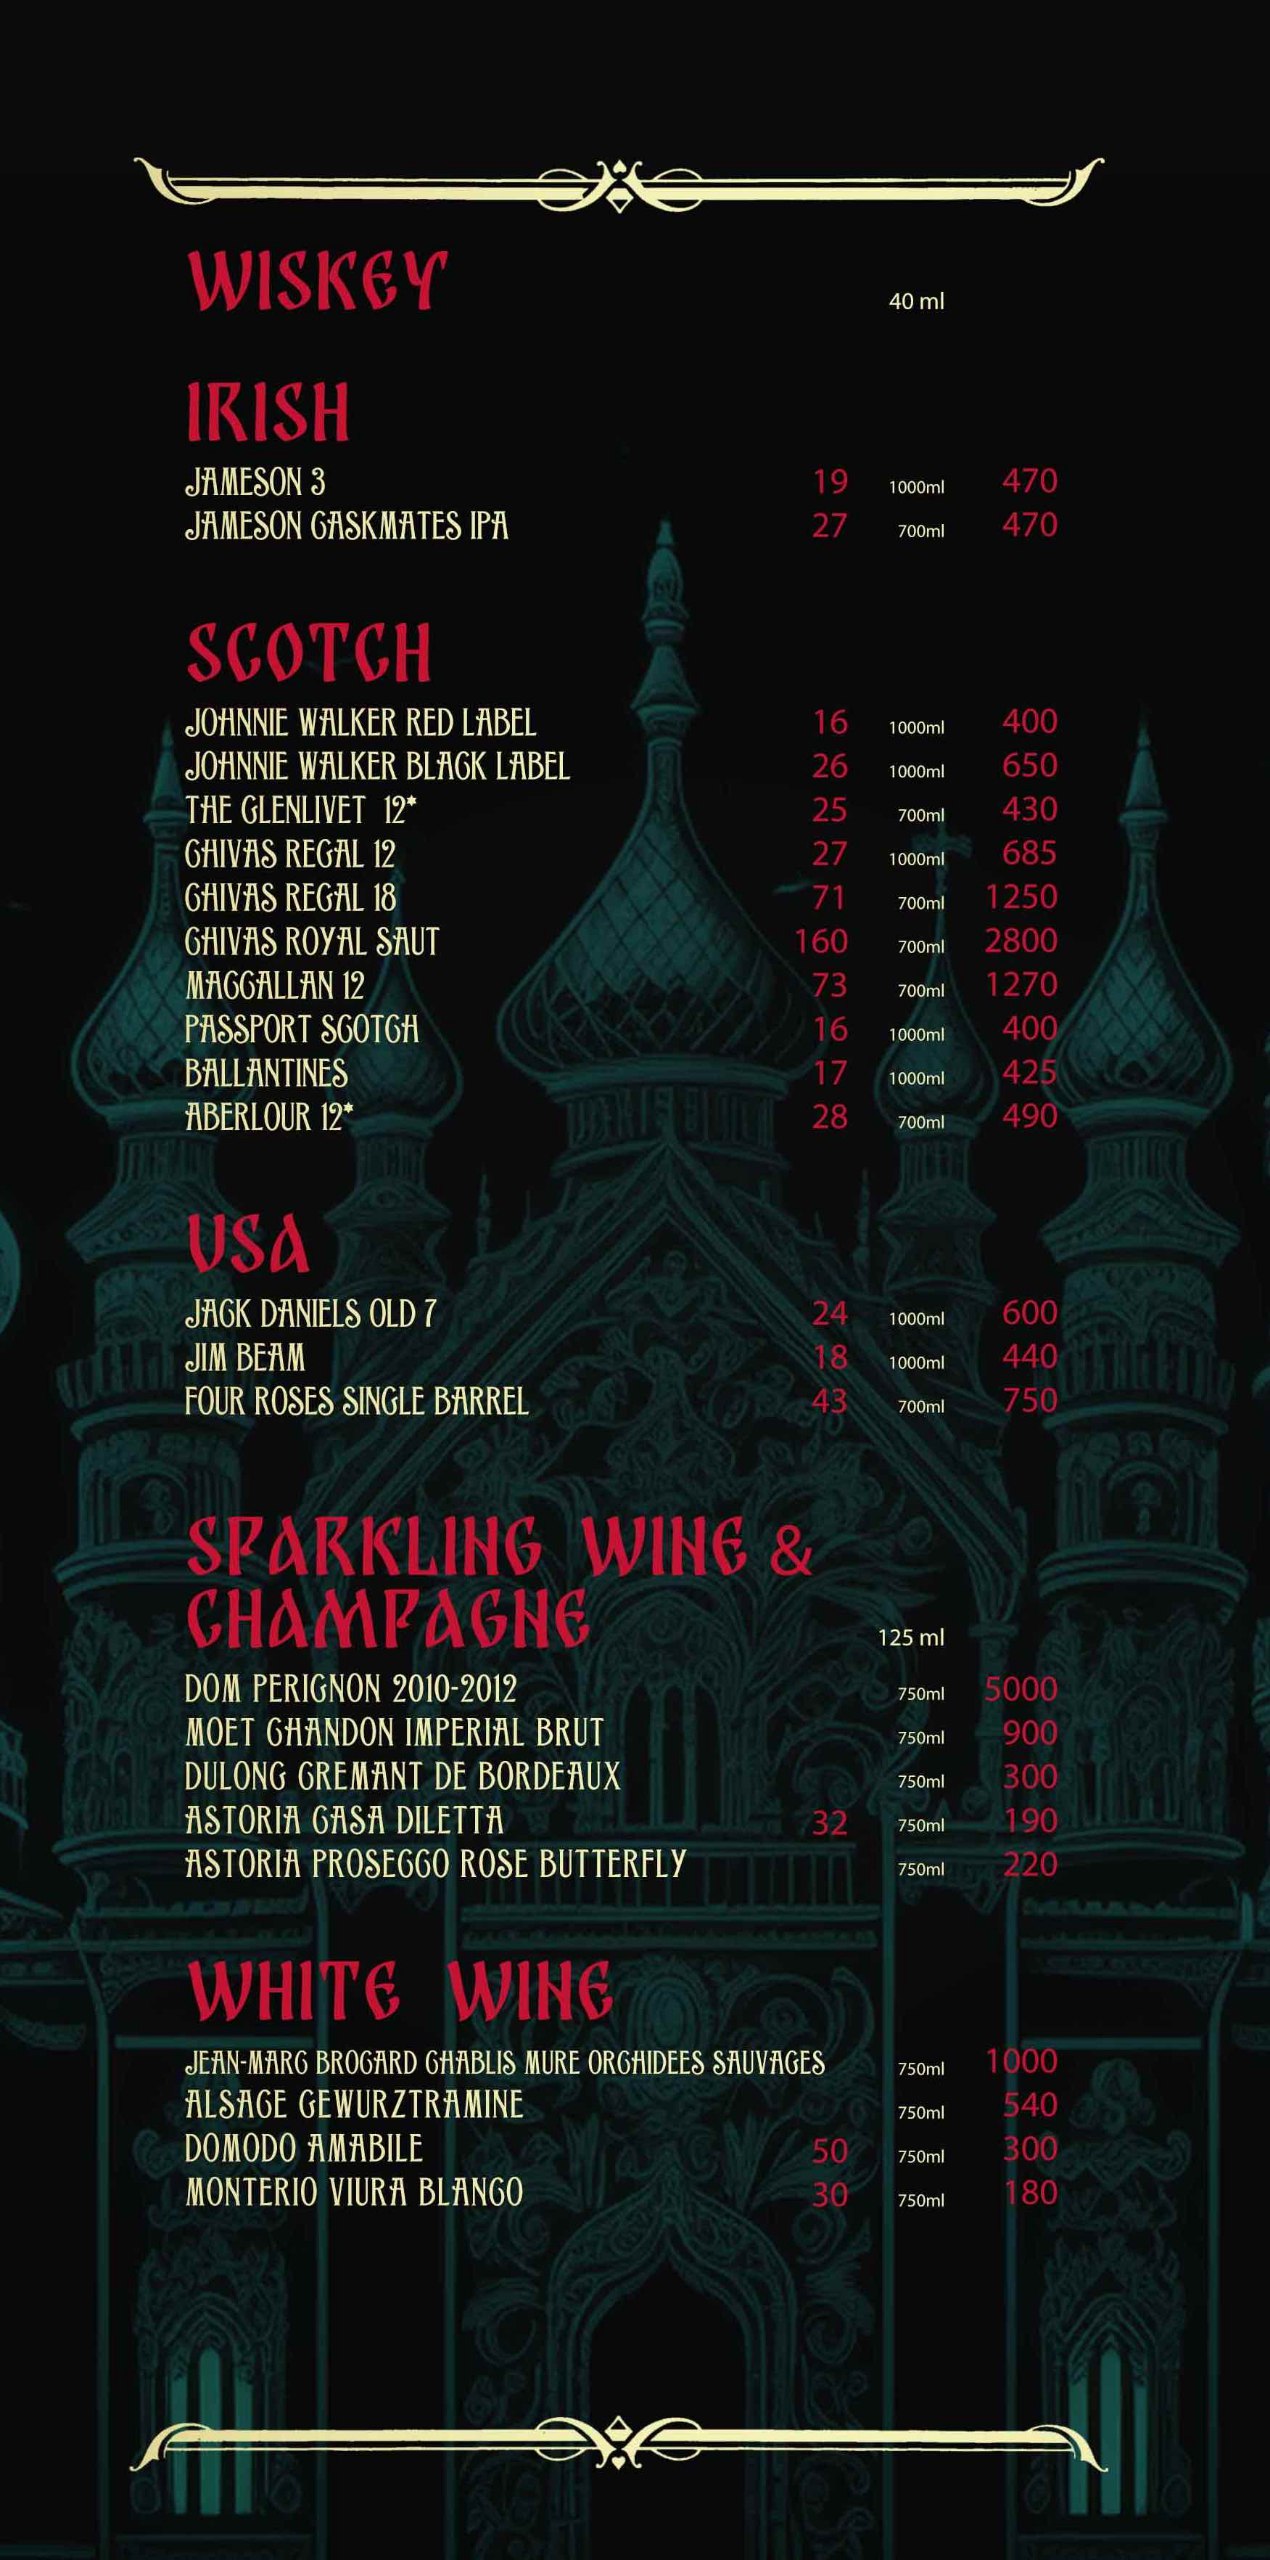 WISKEY
40 ml
IRISH
JAMESON 3 19 1000ml 470
JAMESON CASKMATES IPA 27 700ml 470
SCOTCH
JOHNNIE WALKER RED LABEL 16 1000ml 400
JOHNNIE WALKER BLACK LABEL 26 1000ml 650
THE GLENLIVET 12* 25 700ml 430
CHIVAS REGAL 12 27 1000ml 685
CHIVAS REGAL 18 71 700ml 1250
CHIVAS ROYAL SAUT 160 700ml 2800
MACCALLAN 12 73 700ml 1270
PASSPORT SCOTCH 16 1000ml 400
BALLANTINES 17 1000ml 425
ABERLOUR 12* 28 700ml 490
USA
JACK DANIELS OLD 7 24 1000ml 600
JIM BEAM 18 1000ml 440
FOUR ROSES SINGLE BARREL 43 700ml 750
SPARKLING WINE &
CHAMPAGNE
125 ml
DOM PERIGNON 2010-2012 750ml 5000
MOET CHANDON IMPERIAL BRUT 750ml 900
DULONG CREMANT DE BORDEAUX 750ml 300
ASTORIA CASA DILETTA 32 750ml 190
ASTORIA PROSECCO ROSE BUTTERFLY 750ml 220
WHITE WINE
JEAN-MARC BROCARD CHABLIS MURE ORCHIDEES SAUVAGES 750ml 1000
ALSACE GEWURZTRAMINE 750ml 540
DOMODO AMABILE 50 750ml 300
MONTERIO VIURA BLANCO 30 750ml 180